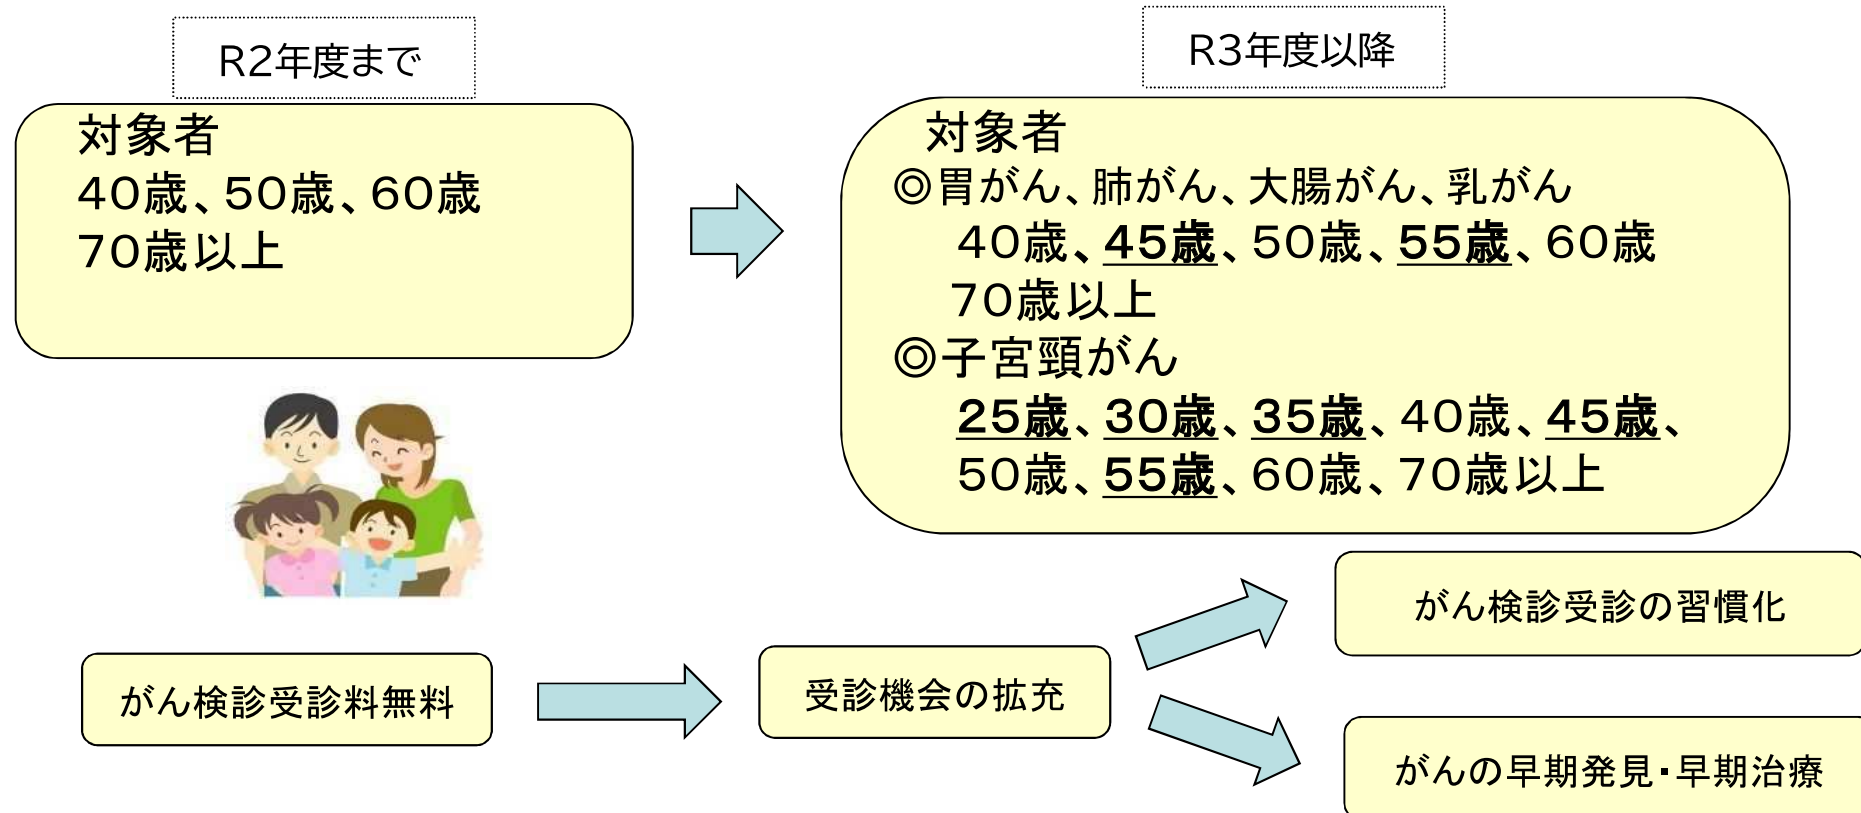 R2年度まで
対象者
40歳、50歳、60歳
70歳以上
R3年度以降
対象者
◎胃がん、肺がん、大腸がん、乳がん
40歳、45歳、50歳、55歳、60歳
70歳以上
◎子宮頸がん
25歳、30歳、35歳、40歳、45歳、
50歳、55歳、60歳、70歳以上
がん検診受診料無料
受診機会の拡充
がん検診受診の習慣化
がんの早期発見・早期治療